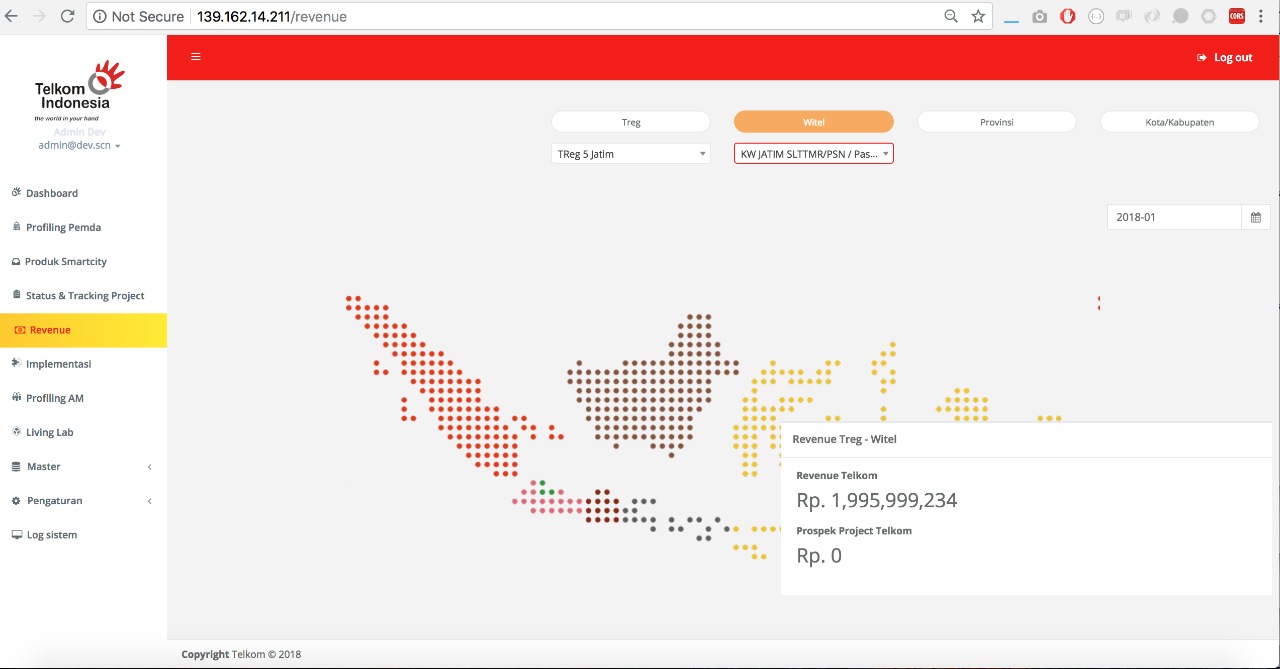 Not Secure
139.162.14.211/revenue
CORS
Telkom
Indonesia
the world in your hand
Admin Dev
admin@dev.scn
Log out
Dashboard
Profiling Pemda
Produk Smartcity
Status & Tracking Project
Revenue
Implementasi
Profiling AM
Living Lab
Master
Pengaturan
Log sistem
Treg
Witel
Provinsi
Kota/Kabupaten
TReg 5 Jatim
KW JATIM SLTTMR/PSN / Pas...
2018-01
Revenue Treg - Witel
Revenue Telkom
Rp. 1,995,999,234
Prospek Project Telkom
Rp. 0
Copyright Telkom © 2018